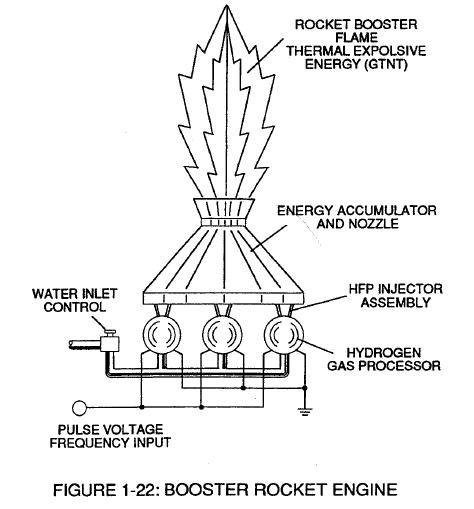 ROCKET BOOSTER
FLAME
THERMAL EXPOLSIVE
ENERGY (GTNT)
ENERGY ACCUMULATOR
AND NOZZLE
WATER INLET
CONTROL
HFP INJECTOR
ASSEMBLY
HYDROGEN
GAS PROCESSOR
PULSE VOLTAGE
FREQUENCY INPUT
FIGURE 1-22: BOOSTER ROCKET ENGINE